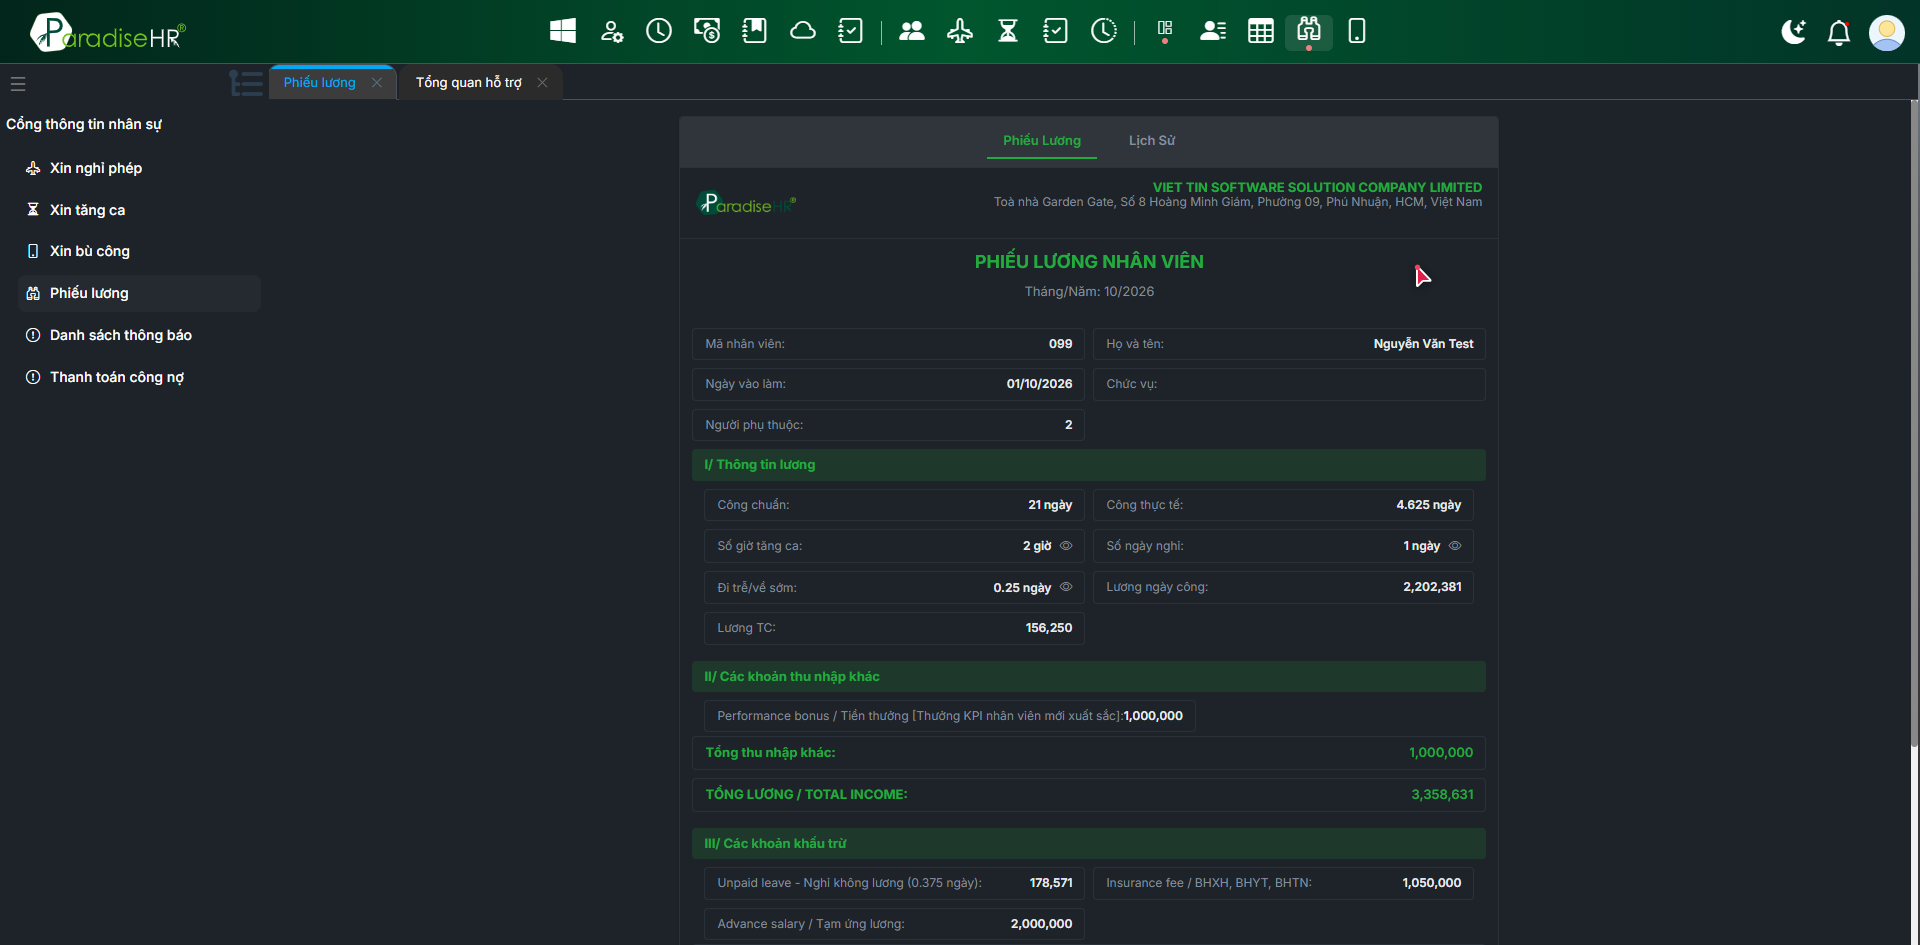 ParadiseHR®
Phiếu lương
Tổng quan hỗ trợ
Cổng thông tin nhân sự
Xin nghỉ phép
Xin tăng ca
Xin bù công
Phiếu lương
Danh sách thông báo
Thanh toán công nợ
Phiếu Lương
Lịch Sử
ParadiseHR®
VIET TIN SOFTWARE SOLUTION COMPANY LIMITED
Toà nhà Garden Gate, Số 8 Hoàng Minh Giám, Phường 09, Phú Nhuận, HCM, Việt Nam
PHIẾU LƯƠNG NHÂN VIÊN
Tháng/Năm: 10/2026
Mã nhân viên: 099
Họ và tên: Nguyễn Văn Test
Ngày vào làm: 01/10/2026
Chức vụ:
Người phụ thuộc: 2
I/ Thông tin lương
Công chuẩn: 21 ngày
Công thực tế: 4.625 ngày
Số giờ tăng ca: 2 giờ
Số ngày nghỉ: 1 ngày
Đi trễ/về sớm: 0.25 ngày
Lương ngày công: 2,202,381
Lương TC: 156,250
II/ Các khoản thu nhập khác
Performance bonus / Tiền thưởng [Thưởng KPI nhân viên mới xuất sắc]:1,000,000
Tổng thu nhập khác: 1,000,000
TỔNG LƯƠNG / TOTAL INCOME: 3,358,631
III/ Các khoản khấu trừ
Unpaid leave - Nghỉ không lương (0.375 ngày): 178,571
Insurance fee / BHXH, BHYT, BHTN: 1,050,000
Advance salary / Tạm ứng lương: 2,000,000